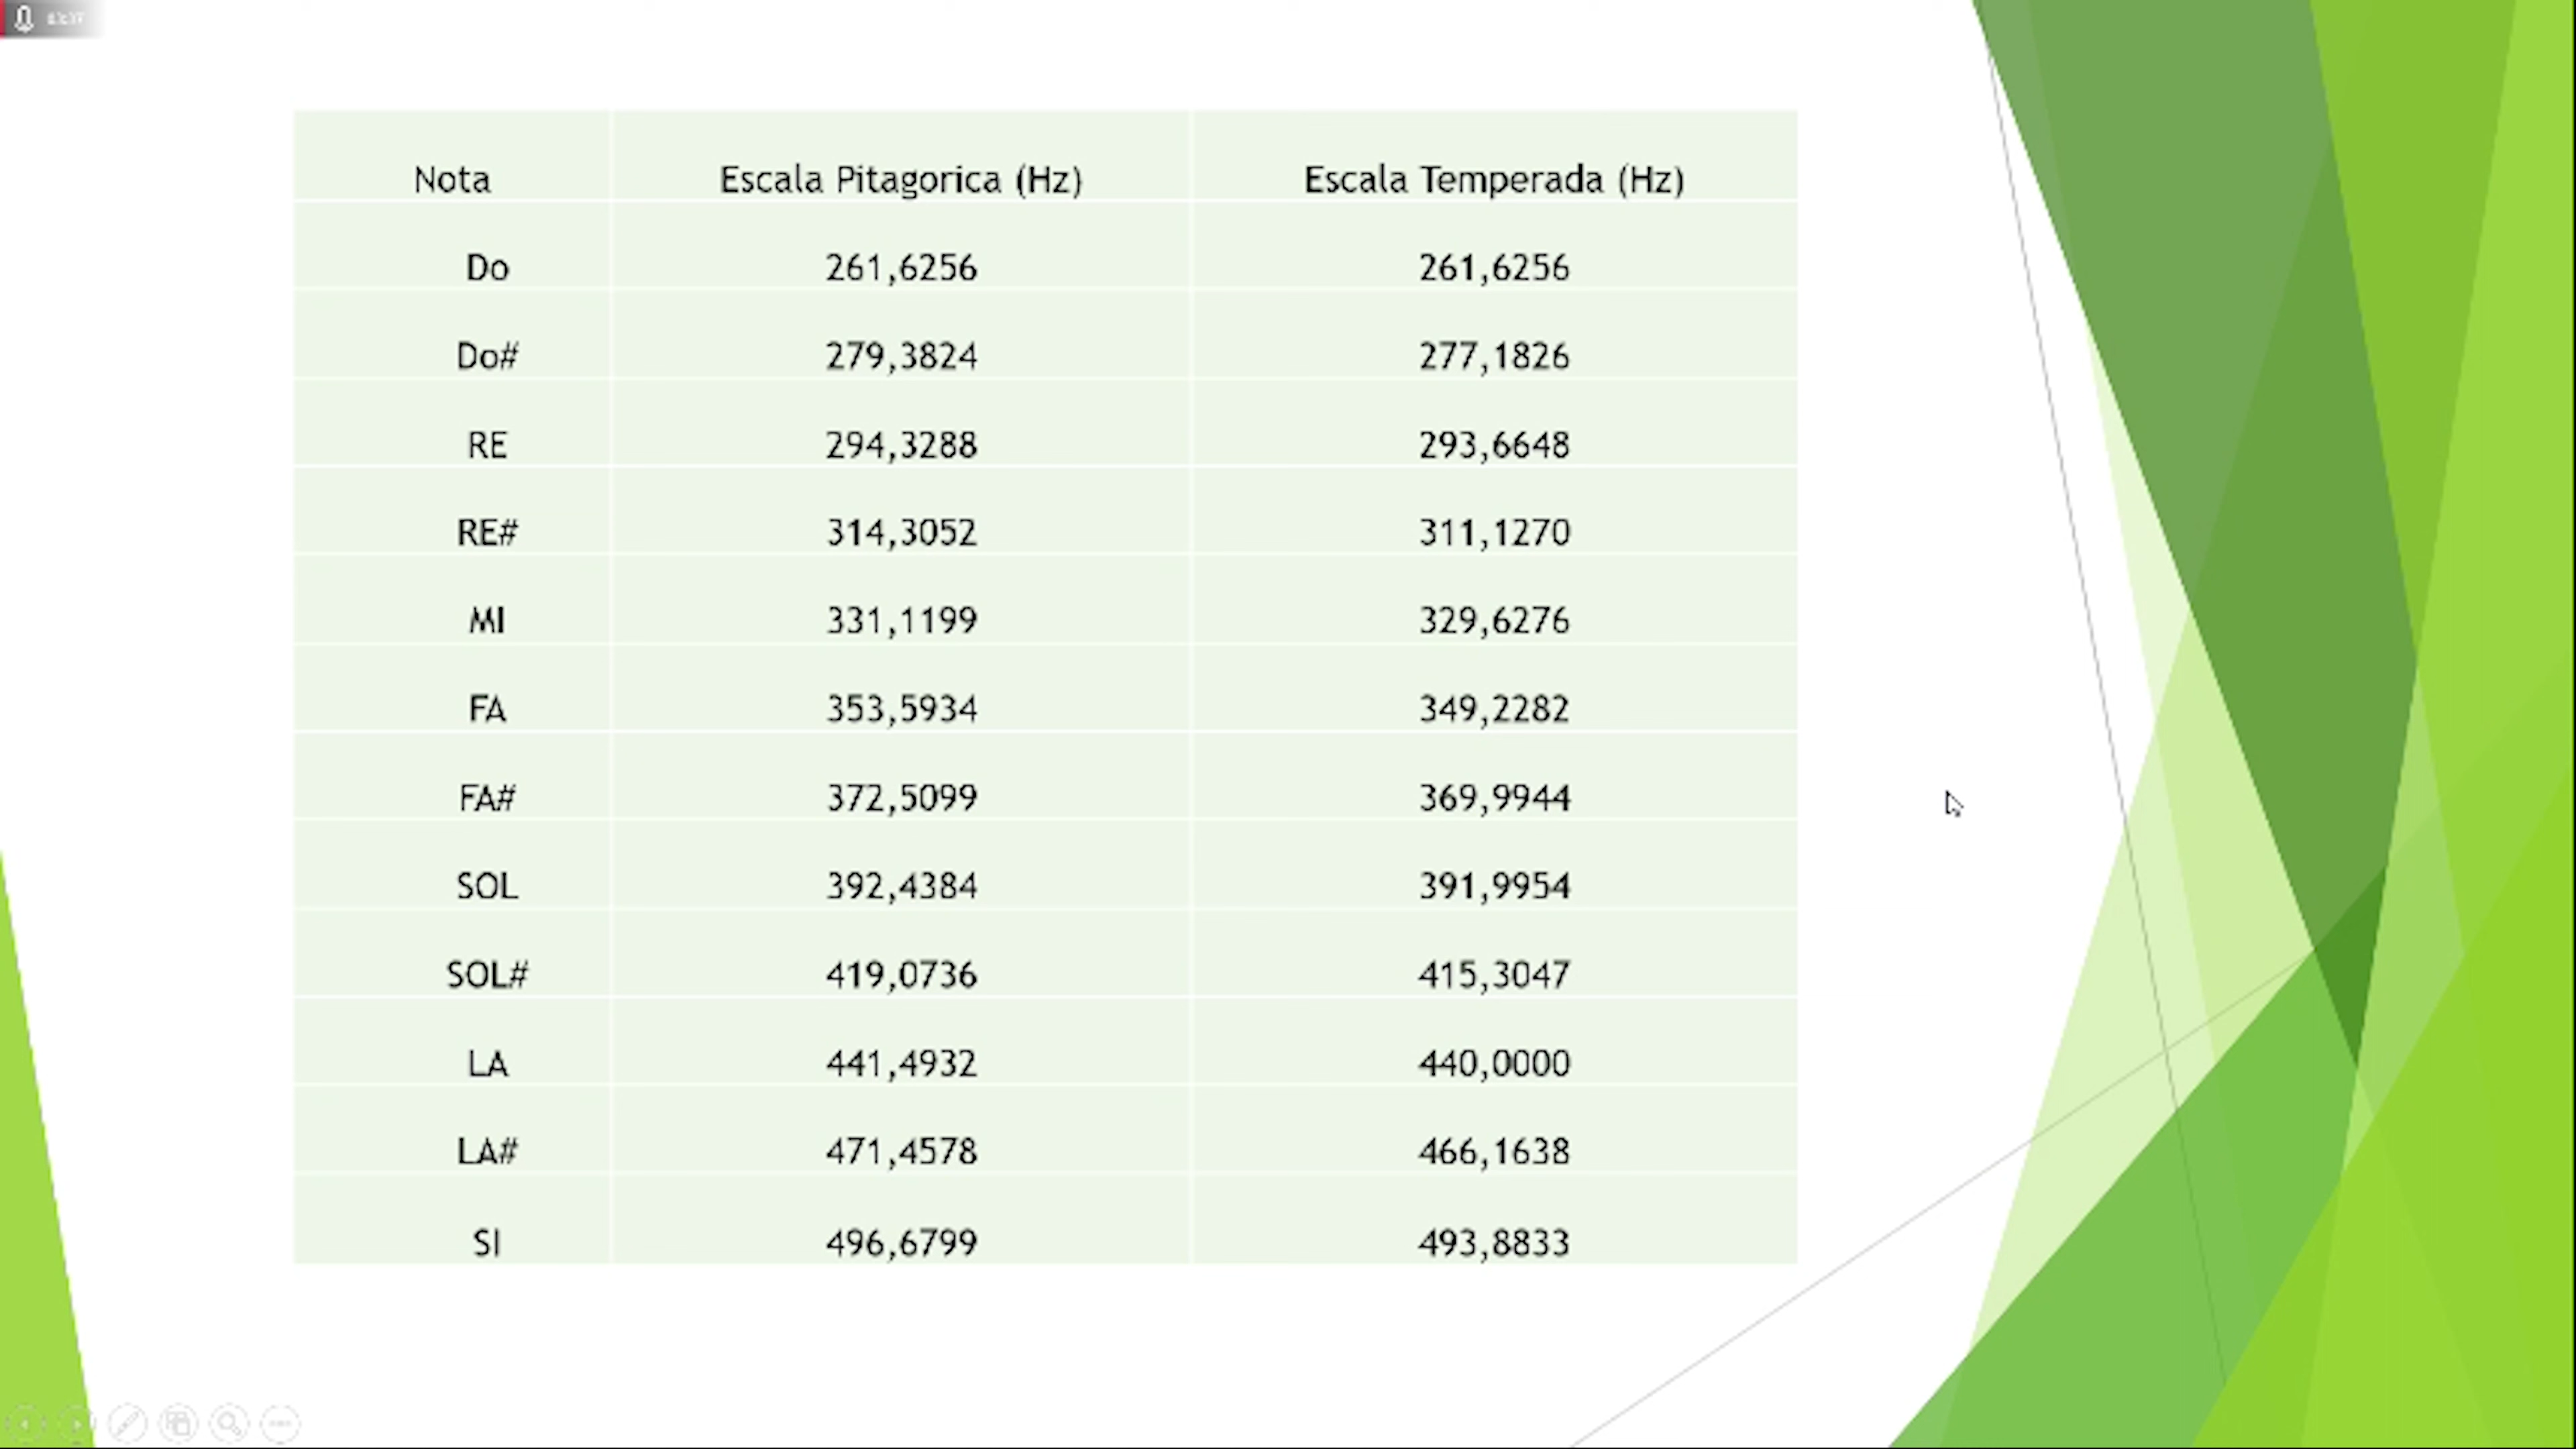 Nota Escala Pitagorica (Hz) Escala Temperada (Hz)
Do 261,6256 261,6256
Do# 279,3824 277,1826
RE 294,3288 293,6648
RE# 314,3052 311,1270
MI 331,1199 329,6276
FA 353,5934 349,2282
FA# 372,5099 369,9944
SOL 392,4384 391,9954
SOL# 419,0736 415,3047
LA 441,4932 440,0000
LA# 471,4578 466,1638
SI 496,6799 493,8833